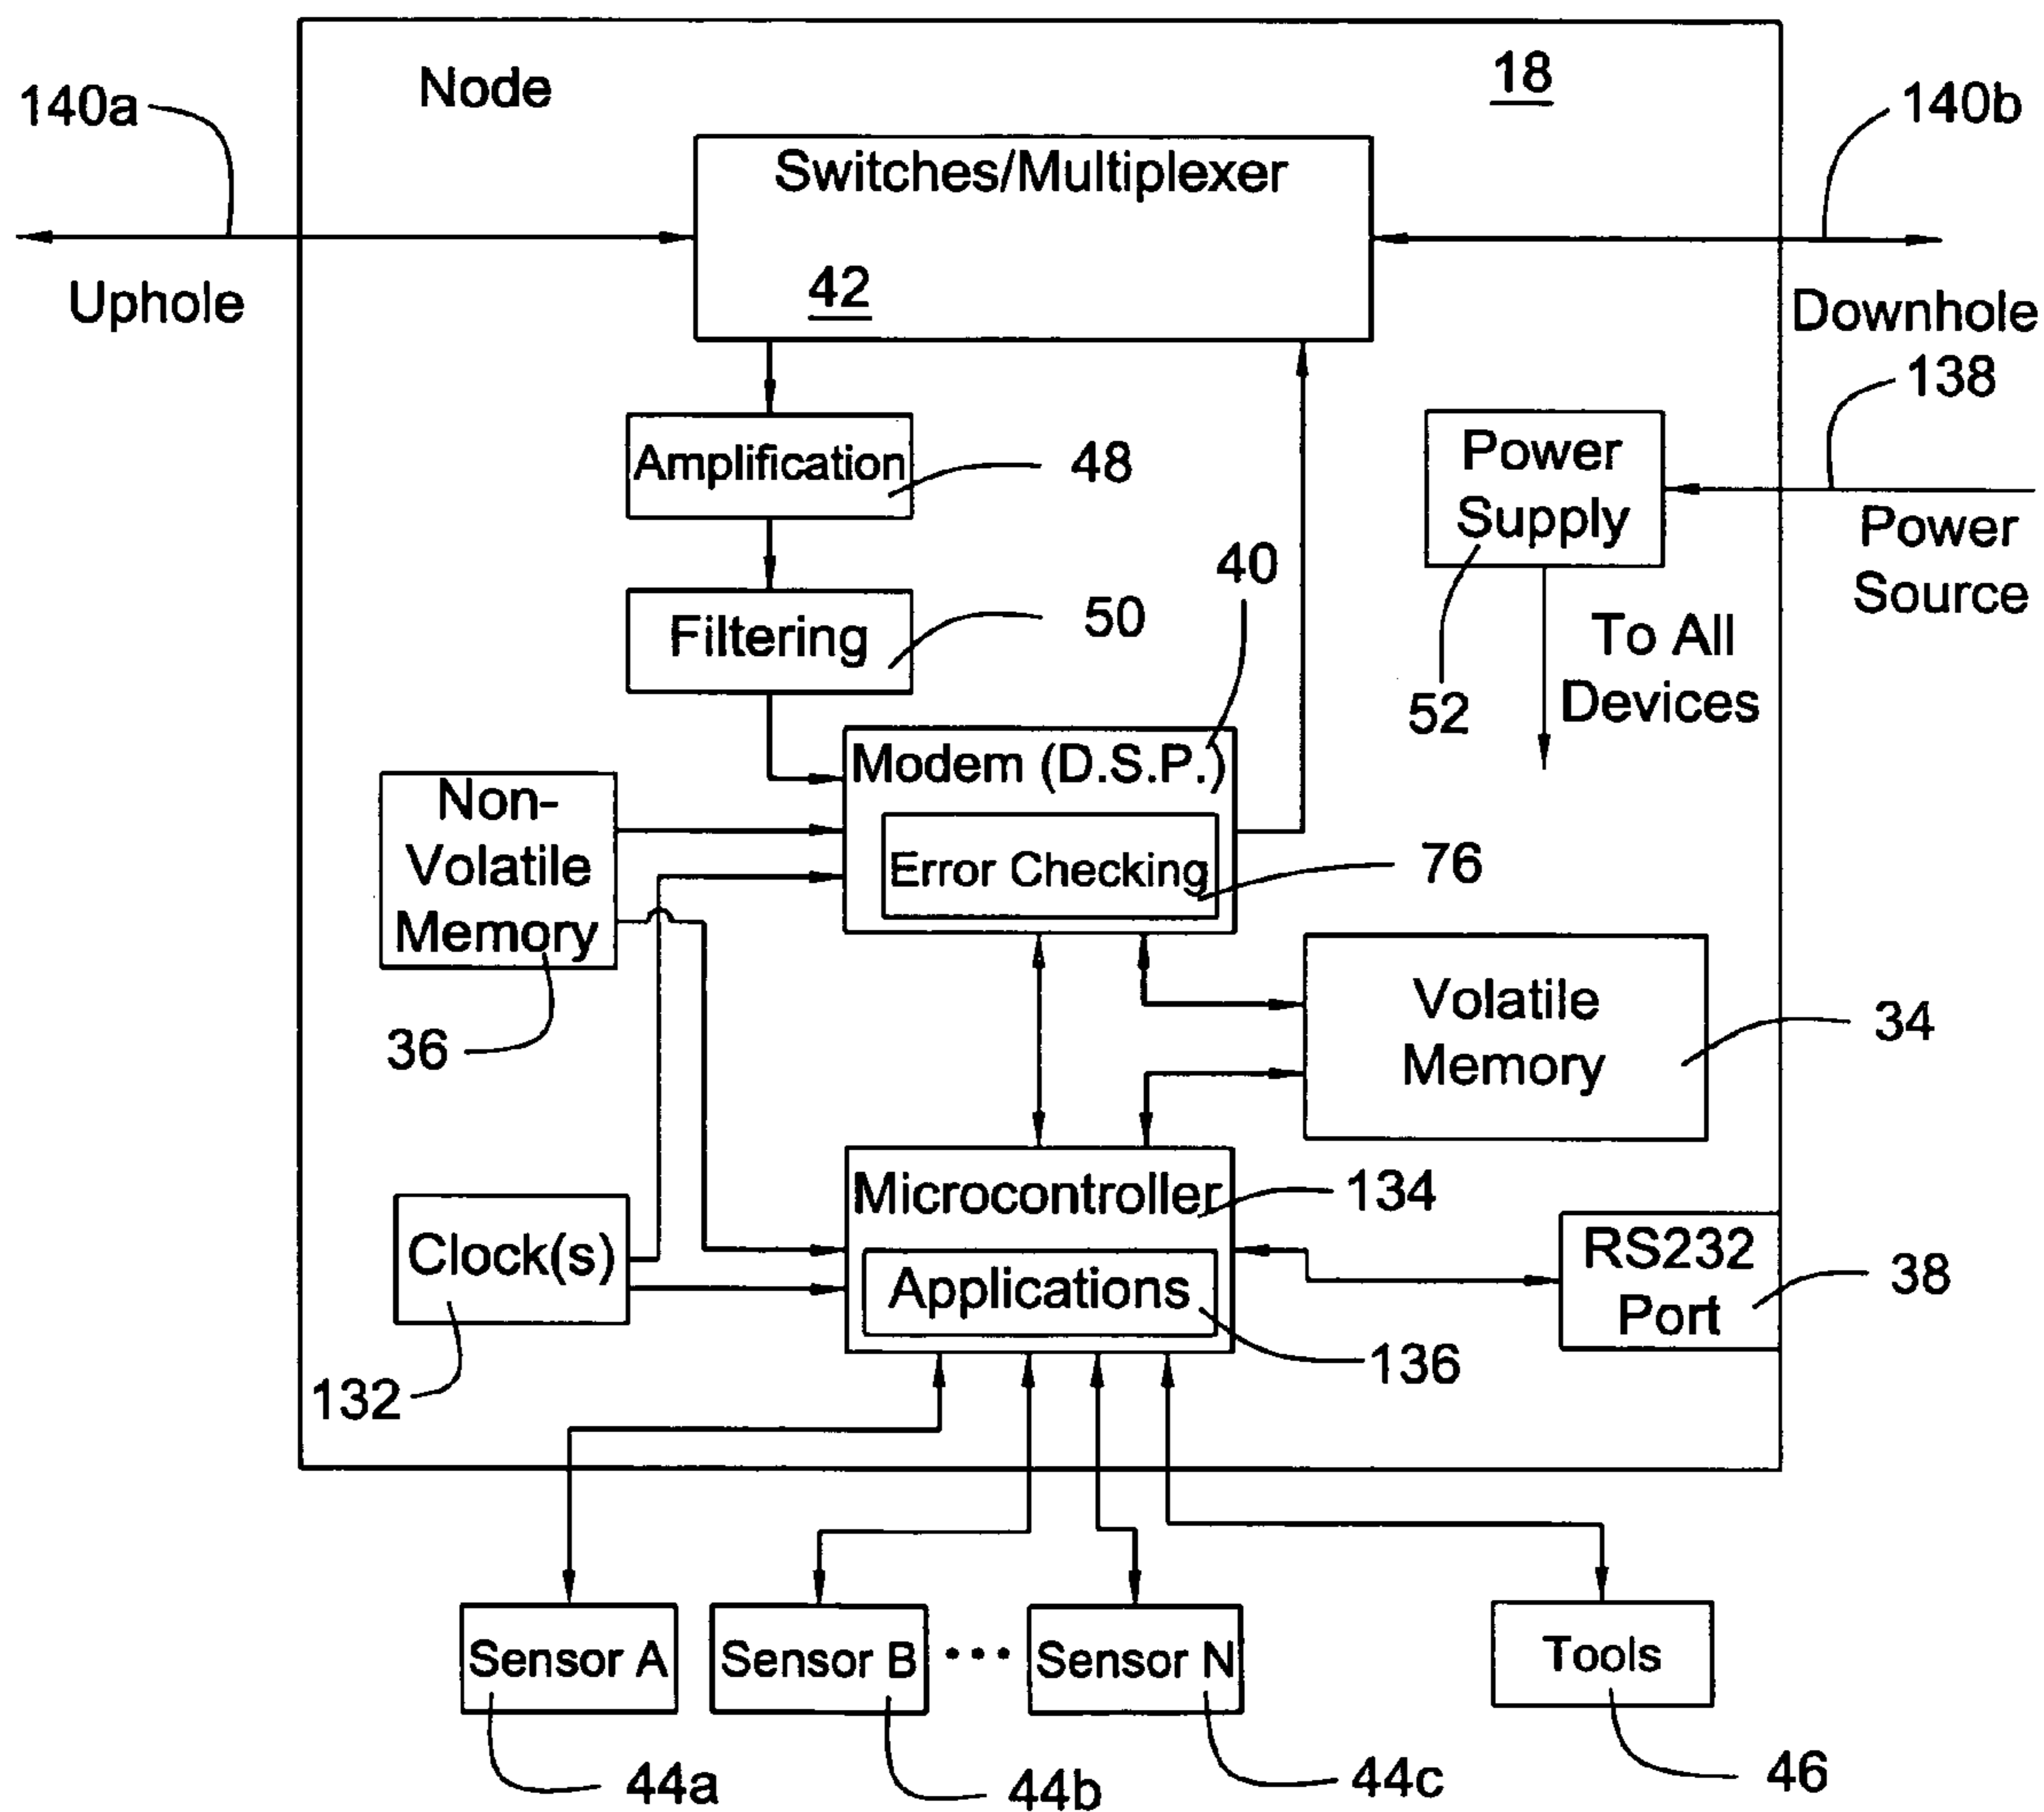 Node
18
140a
140b
Switches/Multiplexer
42
Uphole
Downhole
138
Amplification
48
Power
Supply
Power
Source
40
Filtering
50
To All
Devices
52
Modem (D.S.P.)
Error Checking
76
Non-
Volatile
Memory
36
Volatile
Memory
34
Microcontroller
134
Clock(s)
Applications
136
RS232
Port
38
132
Sensor A
Sensor B
•••
Sensor N
Tools
44a
44b
44c
46